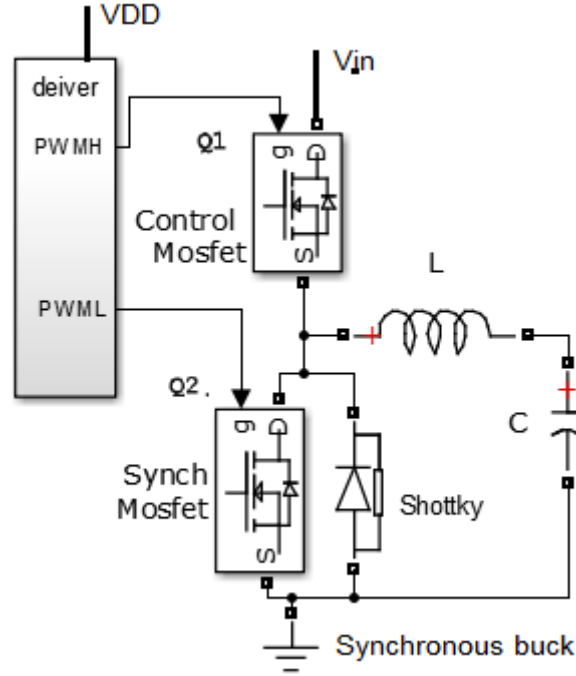 VDD
deiver
PWMH
PWML
Vin
Q1
g
D
S
Control
Mosfet
L
Q2.
g
D
S
Synch
Mosfet
C
Shottky
Synchronous buck